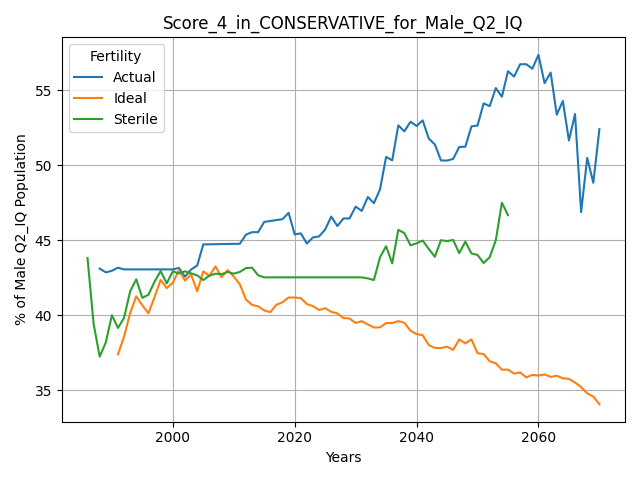 Score_4_in_CONSERVATIVE_for_Male_Q2_IQ
Fertility
Actual
Ideal
Sterile
% of Male Q2_IQ Population
55
50
45
40
35
2000
2020
2040
2060
Years